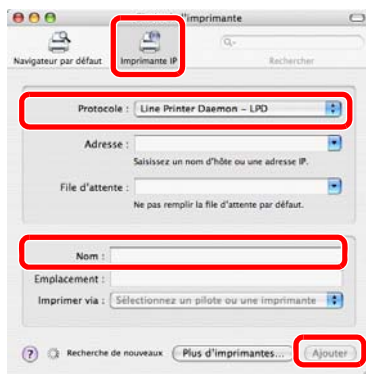 l'imprimante
Q-
Navigateur par défaut Imprimante IP Rechercher
Protocole : Line Printer Daemon – LPD
Adresse :
Saisissez un nom d'hôte ou une adresse IP.
File d'attente :
Ne pas remplir la file d'attente par défaut.
Nom :
Emplacement :
Imprimer via : Sélectionnez un pilote ou une imprimante
? Recherche de nouveaux Plus d'imprimantes... Ajouter